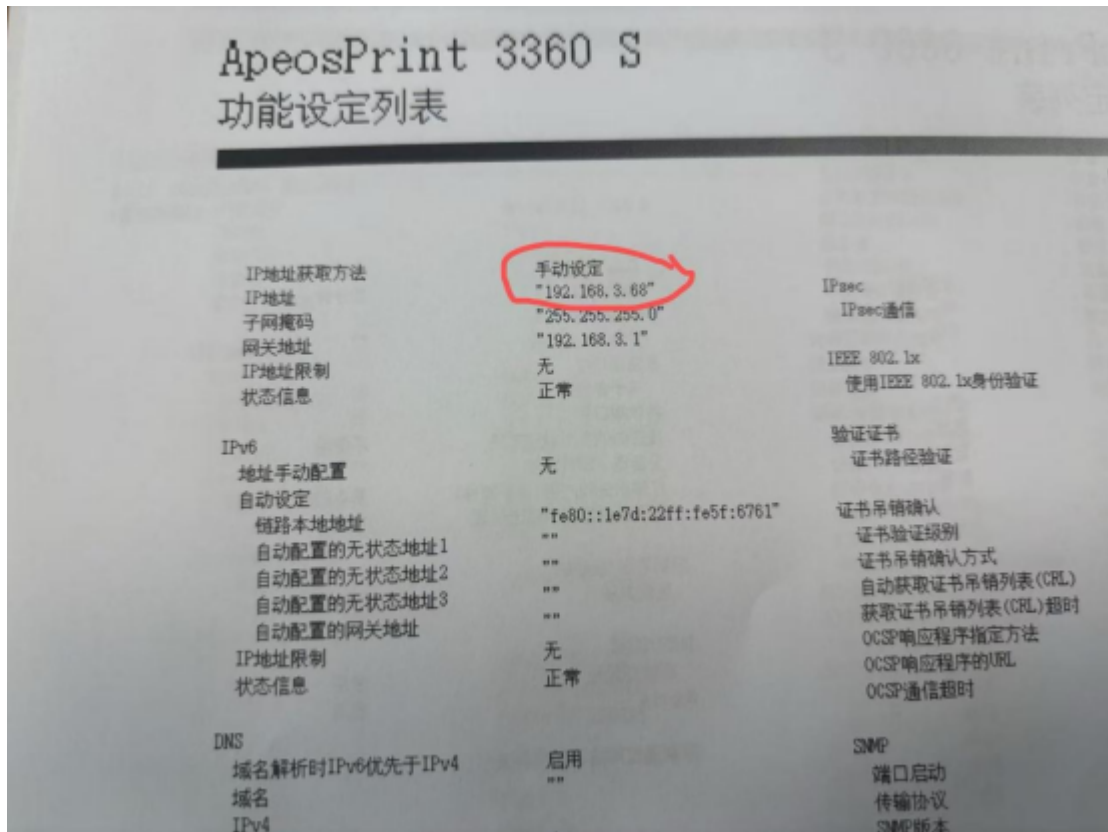 ApeosPrint 3360 S
功能设定列表
IP地址获取方法 手动设定
IP地址 "192.168.3.68"
子网掩码 "255.255.255.0"
网关地址 "192.168.3.1"
IP地址限制 无
状态信息 正常
IPv6
地址手动配置 无
自动设定
链路本地地址 "fe80::1e7d:22ff:fe5f:6761"
自动配置的无状态地址1 ""
自动配置的无状态地址2 ""
自动配置的无状态地址3 ""
自动配置的网关地址 ""
IP地址限制 无
状态信息 正常
DNS
域名解析时IPv6优先于IPv4 启用
域名 ""
IPv4
IPsec
IPsec通信
IEEE 802.1x
使用IEEE 802.1x身份验证
验证证书
证书路径验证
证书吊销确认
证书验证级别
证书吊销确认方式
自动获取证书吊销列表(CRL)
获取证书吊销列表(CRL)超时
OCSP响应程序指定方法
OCSP响应程序的URL
OCSP通信超时
SNMP
端口启动
传输协议
SNMP版本